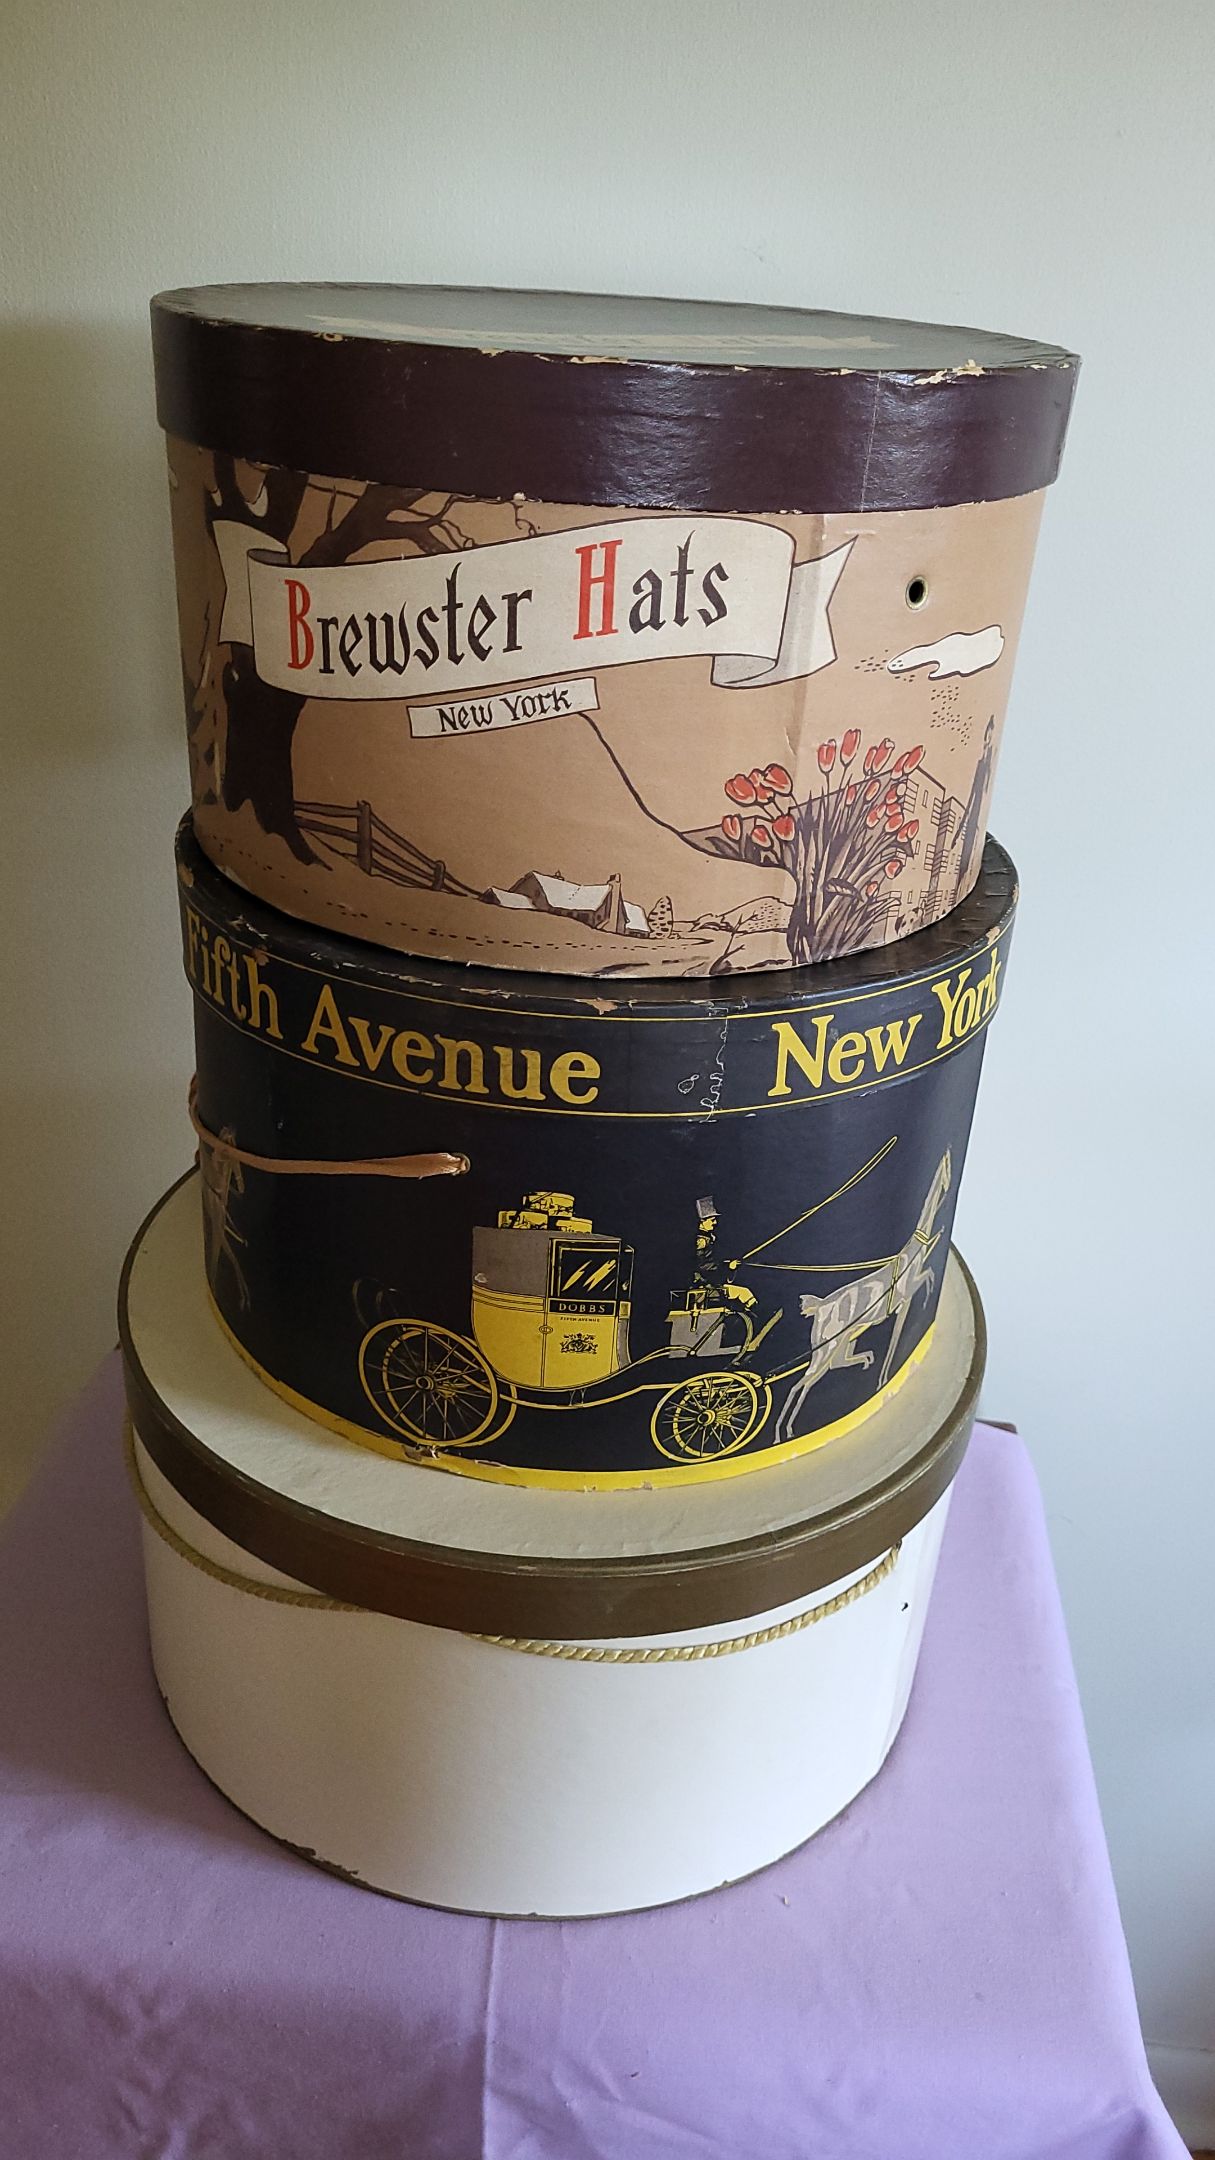 Brewster Hats
New York
Fifth Avenue New York
DOBBS
FIFTH AVENUE